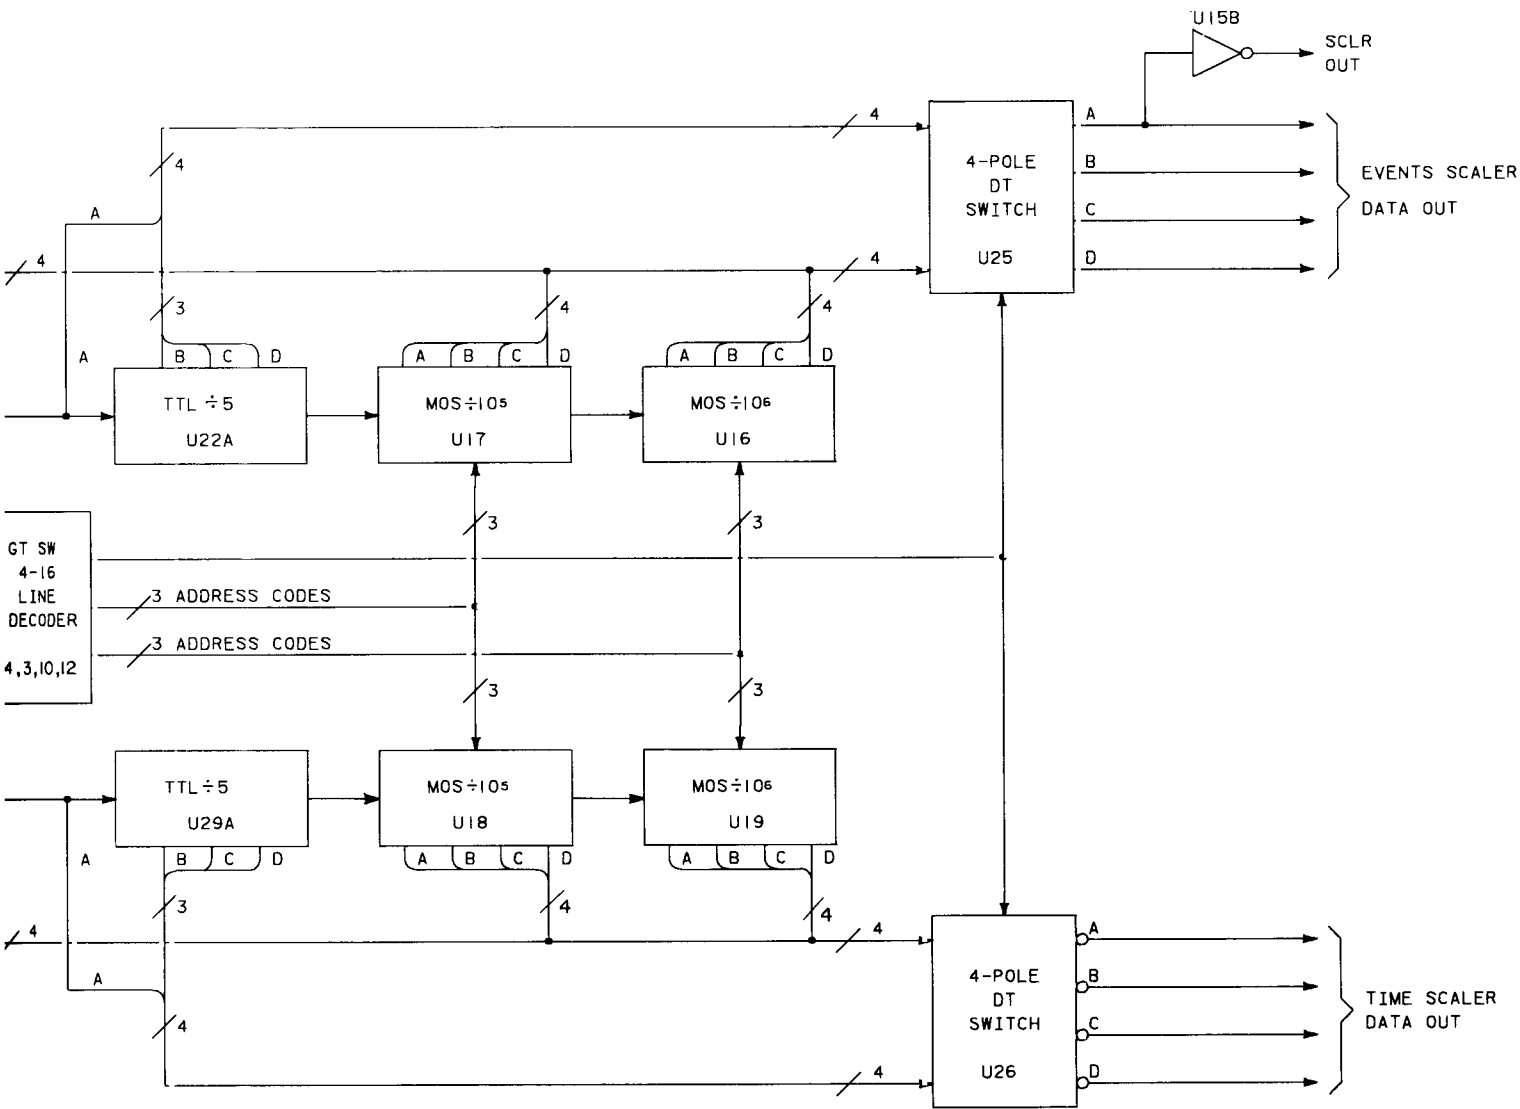 U15B
SCLR
OUT
4
A
4-POLE
DT
SWITCH
U25
B
C
D
EVENTS SCALER
DATA OUT
4
A
4
4
3
4
4
A
B
C
D
A
B
C
D
A
B
C
D
TTL ÷5
U22A
MOS÷10⁵
U17
MOS÷10⁶
U16
3
3
GT SW
4-16
LINE
DECODER
4,3,10,12
3 ADDRESS CODES
3 ADDRESS CODES
3
3
TTL÷5
U29A
MOS÷10⁵
U18
MOS÷10⁶
U19
A
B
C
D
A
B
C
D
A
B
C
D
3
4
4
4
4
A
4
4
4-POLE
DT
SWITCH
U26
A
B
C
D
TIME SCALER
DATA OUT